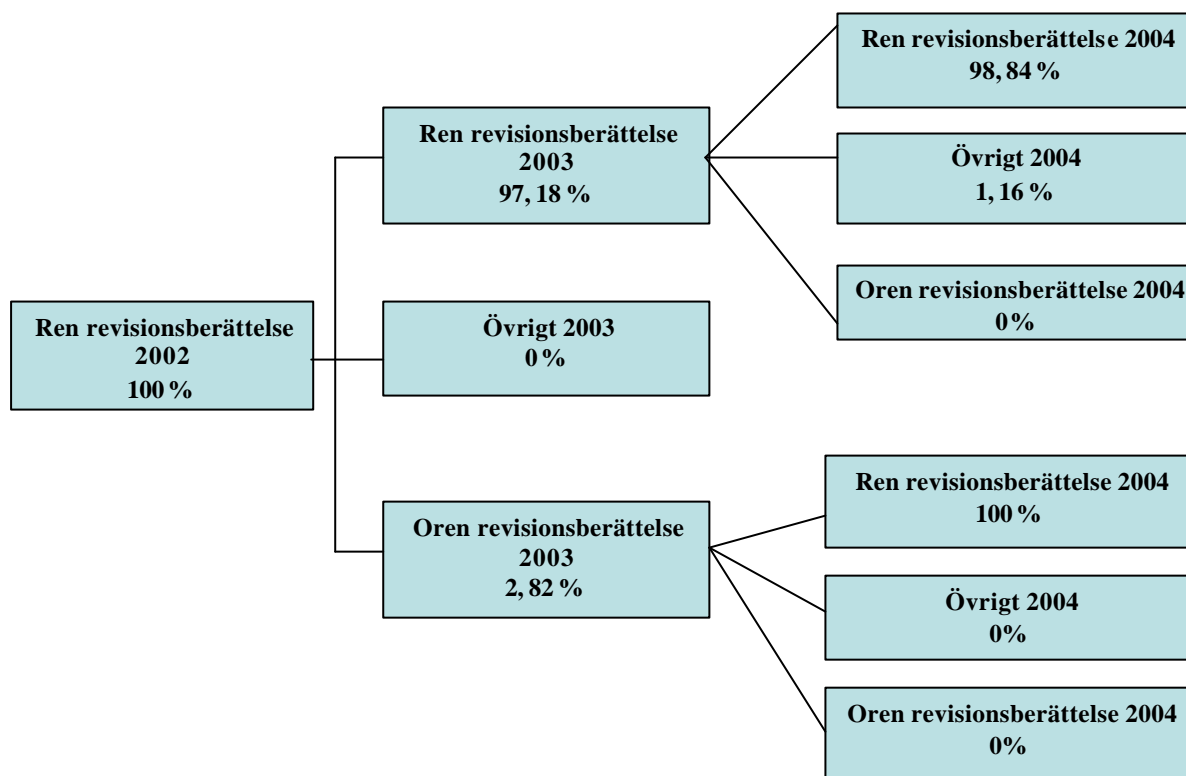 Ren revisionsberättelse 2002
100 %
Ren revisionsberättelse
2003
97, 18 %
Övrigt 2003
0 %
Oren revisionsberättelse
2003
2, 82 %
Ren revisionsberättelse 2004
98, 84 %
Övrigt 2004
1, 16 %
Oren revisionsberättelse 2004
0 %
Ren revisionsberättelse 2004
100 %
Övrigt 2004
0%
Oren revisionsberättelse 2004
0%